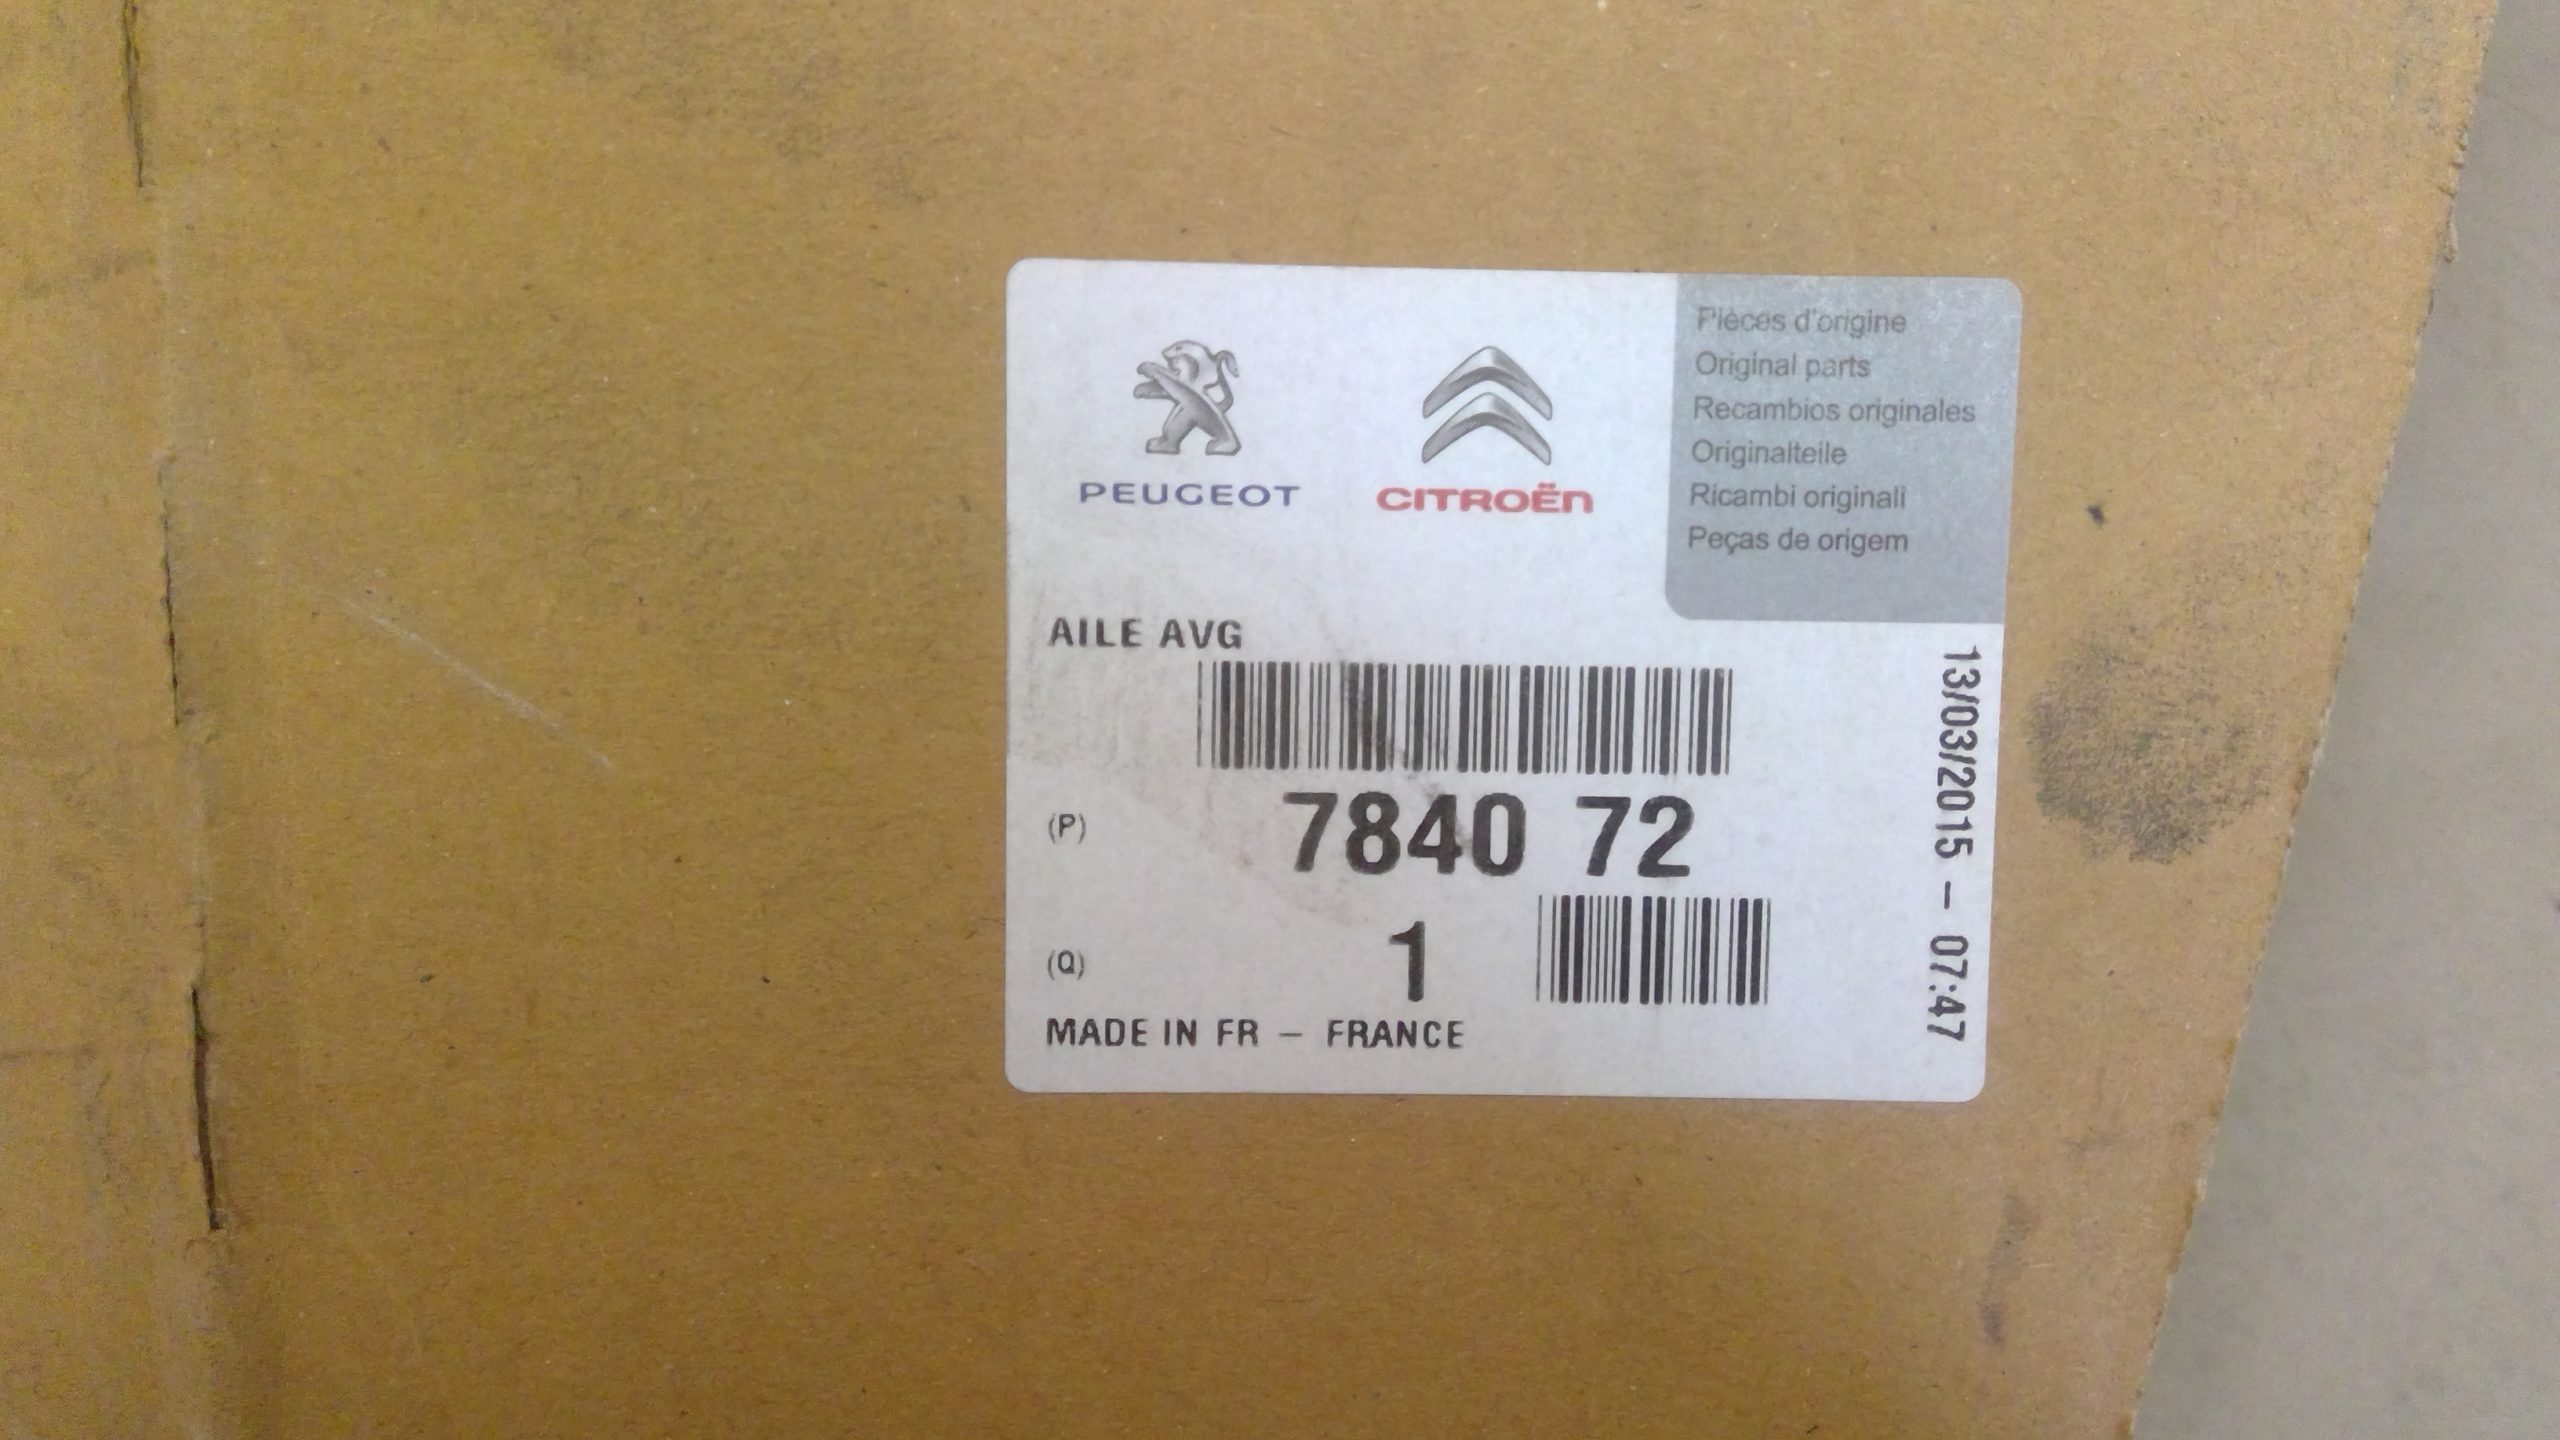 PEUGEOT
CITROËN
Pièces d'origine
Original parts
Recambios originales
Originalteile
Ricambi originali
Peças de origem
AILE AVG
(P) 7840 72
(Q) 1
MADE IN FR – FRANCE
13/03/2015 – 07:47